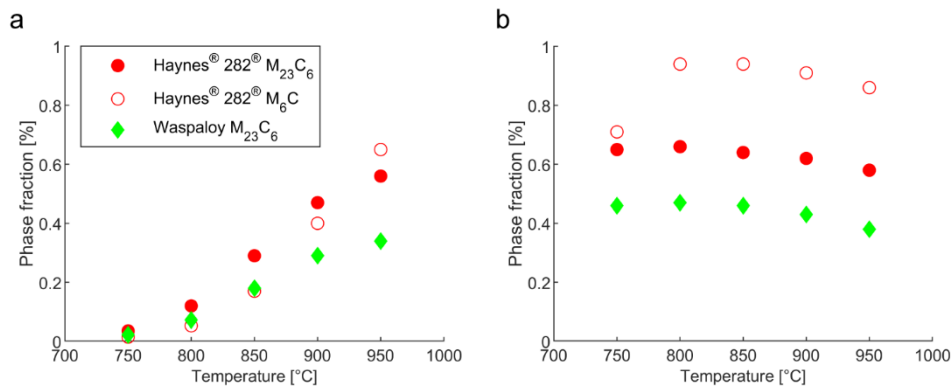 a
1
0.8
0.6
0.4
0.2
0
Phase fraction [%]
Haynes® 282® M23C6
Haynes® 282® M6C
Waspaloy M23C6
700 750 800 850 900 950 1000
Temperature [°C]
b
1
0.8
0.6
0.4
0.2
0
Phase fraction [%]
700 750 800 850 900 950 1000
Temperature [°C]